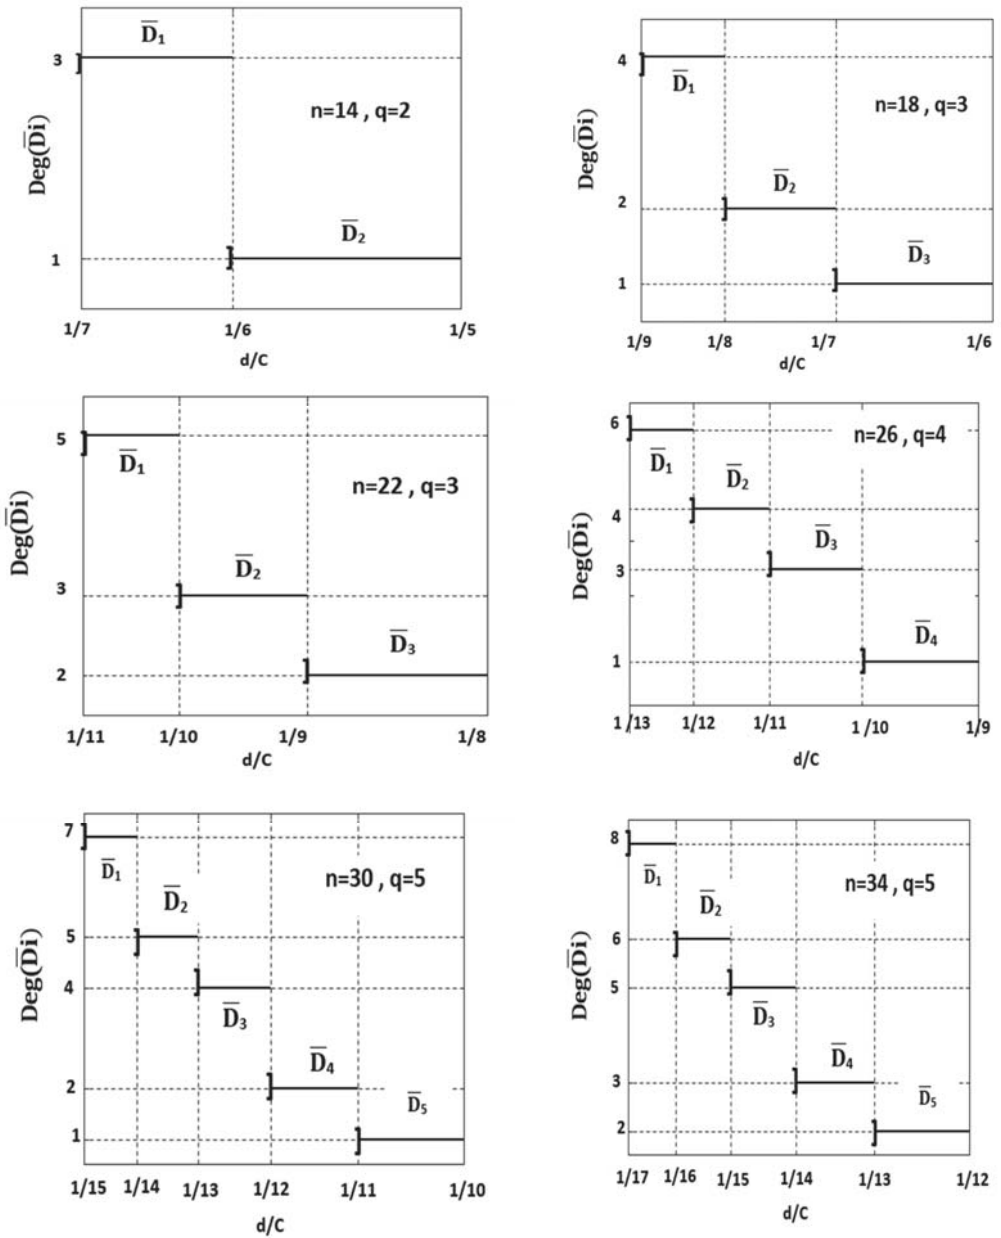 D̅₁
3
n=14 , q=2
Deg(D̅i)
D̅₂
1
1/7 1/6 1/5
d/C
4
D̅₁
n=18 , q=3
Deg(D̅i)
D̅₂
2
D̅₃
1
1/9 1/8 1/7 1/6
d/C
5
D̅₁
n=22 , q=3
Deg(D̅i)
D̅₂
3
D̅₃
2
1/11 1/10 1/9 1/8
d/C
6
n=26 , q=4
D̅₁
D̅₂
4
D̅₃
Deg(D̅i)
3
D̅₄
1
1/13 1/12 1/11 1/10 1/9
d/C
7
D̅₁
n=30 , q=5
D̅₂
5
Deg(D̅i)
4
D̅₃
D̅₄
2
D̅₅
1
1/15 1/14 1/13 1/12 1/11 1/10
d/C
8
D̅₁
n=34 , q=5
D̅₂
6
Deg(D̅i)
5
D̅₃
D̅₄
3
D̅₅
2
1/17 1/16 1/15 1/14 1/13 1/12
d/C